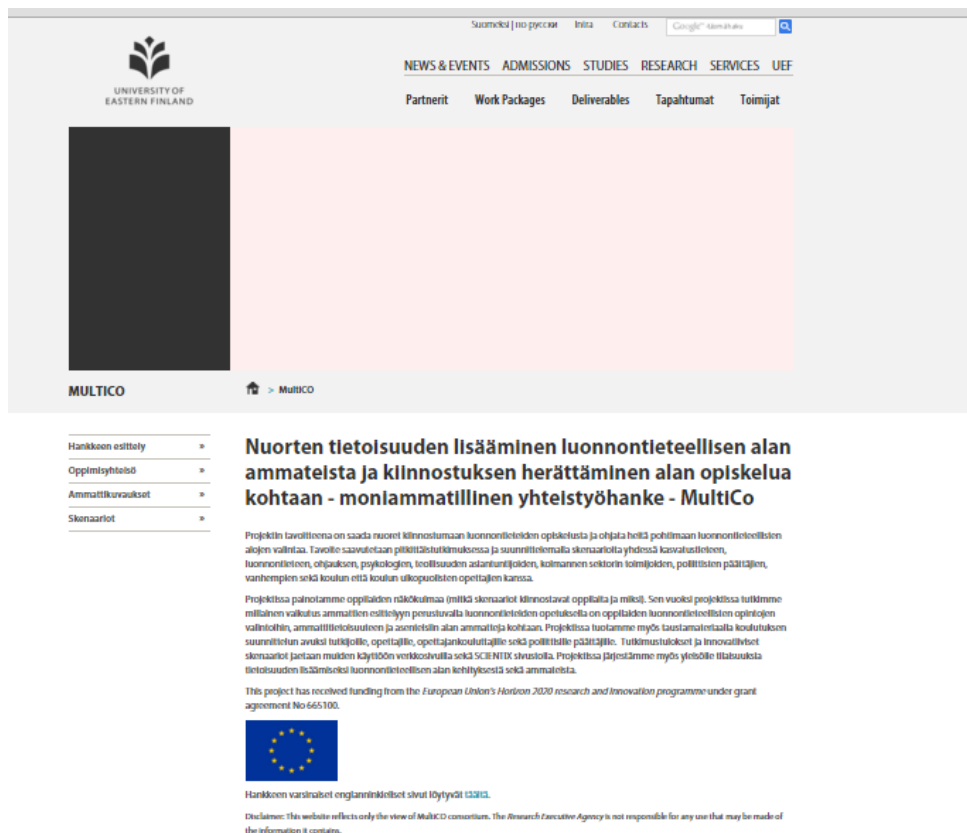 Suomeksi | по-русски Intra Contacts Google™
UNIVERSITY OF
EASTERN FINLAND
NEWS & EVENTS ADMISSIONS STUDIES RESEARCH SERVICES UEF
Partnerit Work Packages Deliverables Tapahtumat Toimijat
MULTICO
> MultiCO
Hankkeen esittely »
Oppimisyhteisö »
Ammattikuvaukset »
Skenaariot »
Nuorten tietoisuuden lisääminen luonnontieteellisen alan
ammateista ja kiinnostuksen herättäminen alan opiskelua
kohtaan - moniammatillinen yhteistyöhanke - MultiCo
Projektin tavoitteena on saada nuoret kiinnostumaan luonnontieteiden opiskelusta ja ohjata heitä pohtimaan luonnontieteellisten
alojen valintaa. Tavoite saavutetaan pitkittäistutkimuksessa ja suunnittelemalla skenaarioita yhdessä kasvatustieteen,
luonnontieteen, ohjauksen, psykologien, teollisuuden asiantuntijoiden, kolmannen sektorin toimijoiden, poliittisten päättäjien,
vanhempien sekä koulun että koulun ulkopuolisten opettajien kanssa.
Projektissa painotamme oppilaiden näkökulmaa (mitkä skenaariot kiinnostavat oppilaita ja miksi). Sen vuoksi projektissa tutkimme
millainen vaikutus ammattien esittelyyn perustuvalla luonnontieteiden opetuksella on oppilaiden luonnontieteellisten opintojen
valintoihin, ammattitietoisuuteen ja asenteisiin alan ammatteja kohtaan. Projektissa tuotamme myös taustamateriaalia koulutuksen
suunnittelun avuksi tutkijoille, opettajille, opettajankouluttajille sekä poliittisille päättäjille. Tutkimustulokset ja innovatiiviset
skenaariot jaetaan muiden käyttöön verkkosivuilla sekä SCIENTIX sivustolla. Projektissa järjestämme myös yleisölle tilaisuuksia
tietoisuuden lisäämiseksi luonnontieteellisen alan kehityksestä sekä ammateista.
This project has received funding from the European Union's Horizon 2020 research and innovation programme under grant
agreement No 665100.
Hankkeen varsinaiset englanninkieliset sivut löytyvät täältä.
Disclaimer: This website reflects only the view of MultiCO consortium. The Research Executive Agency is not responsible for any use that may be made of
the information it contains.